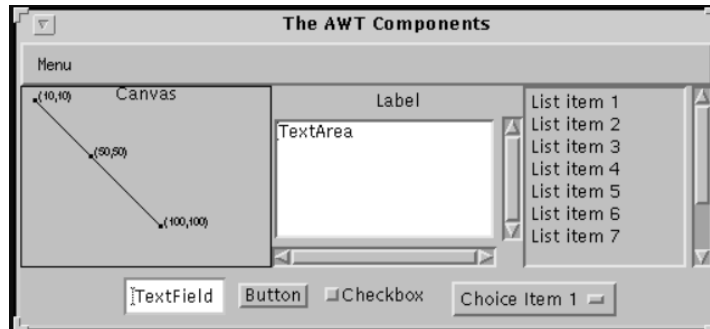 The AWT Components
Menu
Canvas
(10,10)
(50,50)
(100,100)
Label
TextArea
List item 1
List item 2
List item 3
List item 4
List item 5
List item 6
List item 7
TextField
Button
Checkbox
Choice Item 1